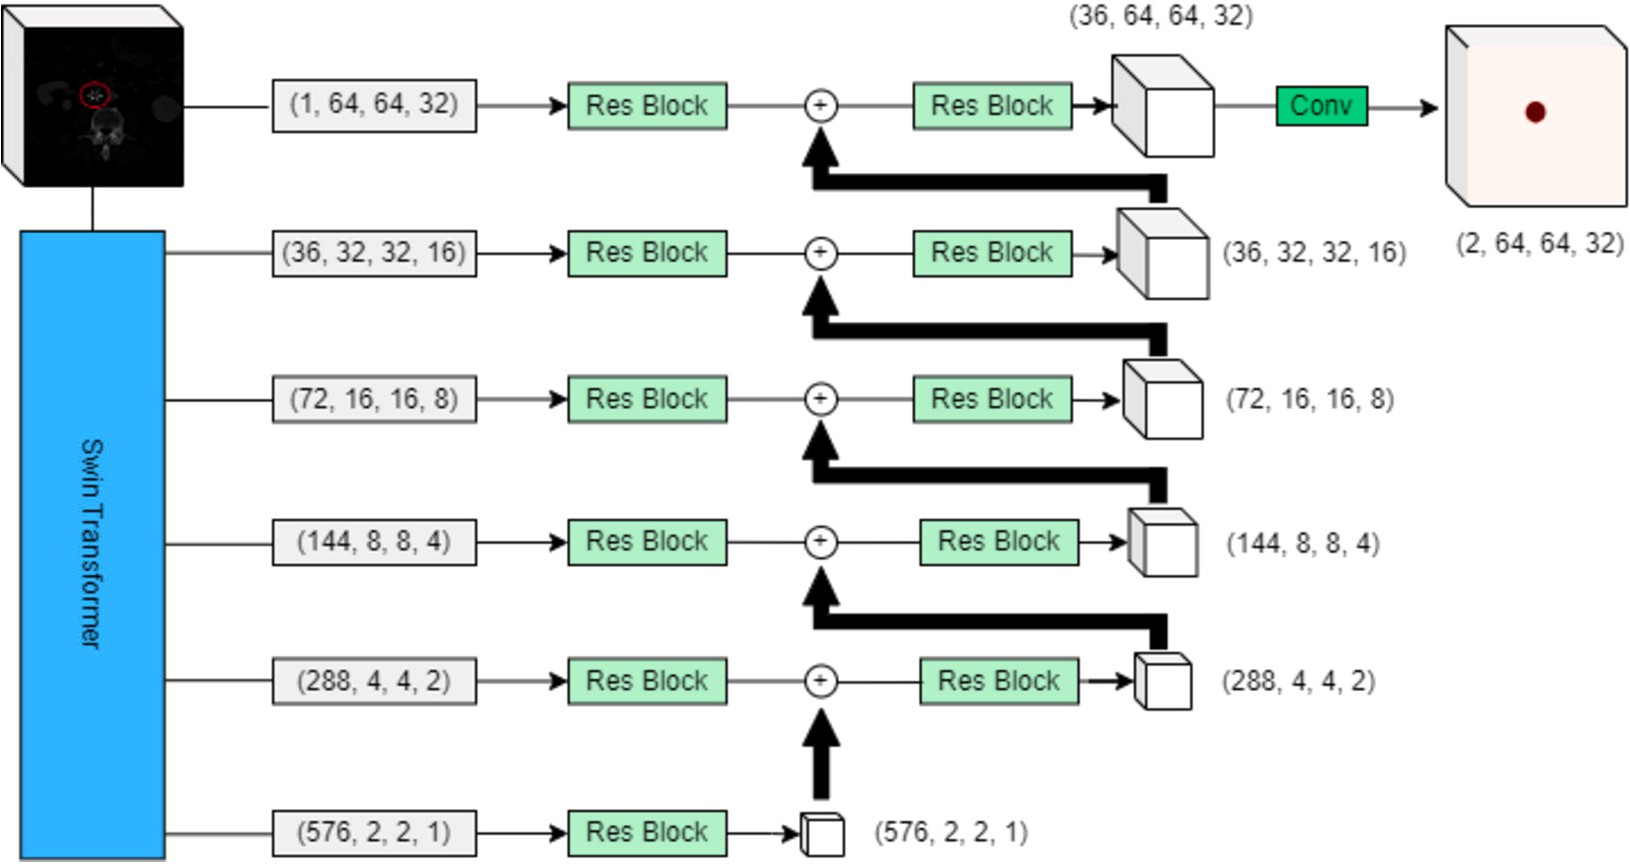 (36, 64, 64, 32)
(1, 64, 64, 32) Res Block + Res Block Conv
(36, 32, 32, 16) Res Block + Res Block (36, 32, 32, 16) (2, 64, 64, 32)
(72, 16, 16, 8) Res Block + Res Block (72, 16, 16, 8)
Swin Transformer
(144, 8, 8, 4) Res Block + Res Block (144, 8, 8, 4)
(288, 4, 4, 2) Res Block + Res Block (288, 4, 4, 2)
(576, 2, 2, 1) Res Block (576, 2, 2, 1)